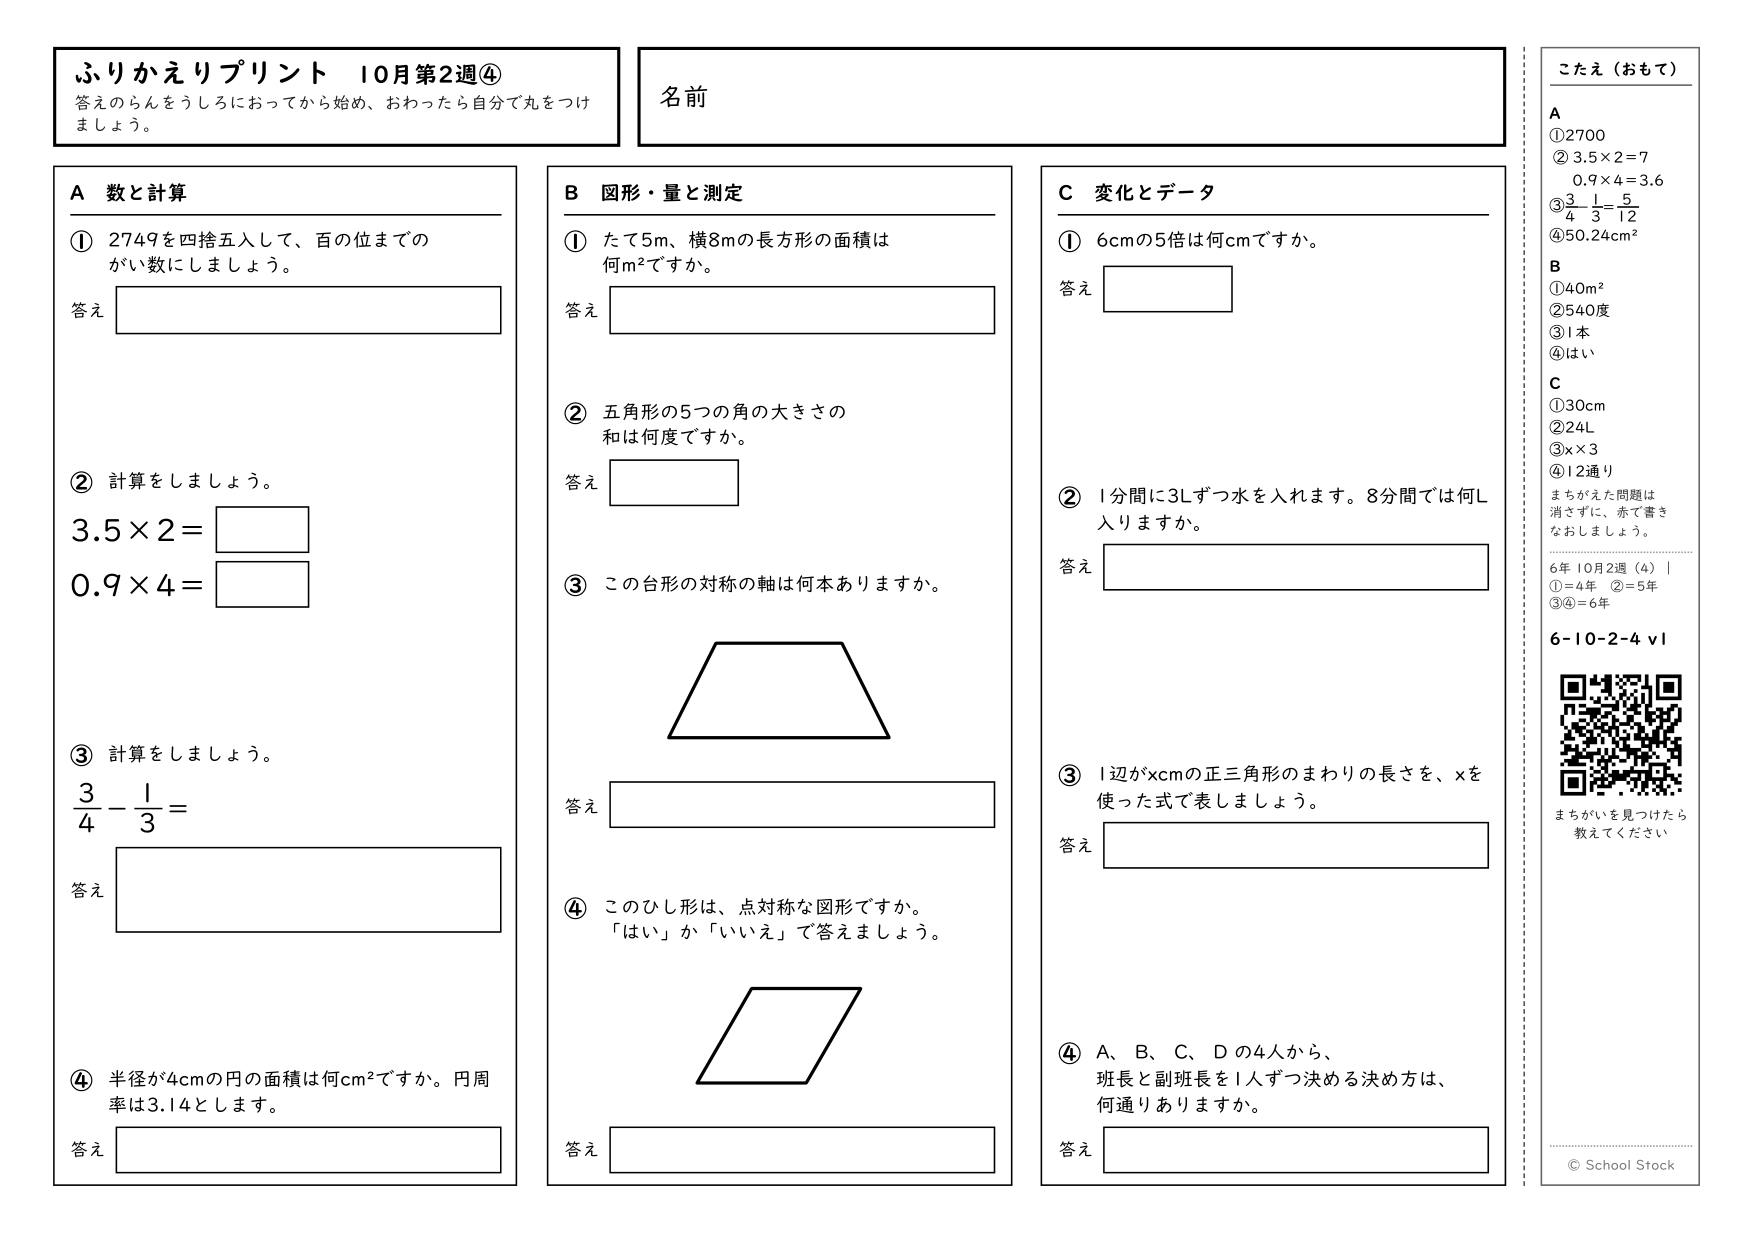 ふりかえりプリント　10月第2週④
答えのらんをうしろにおってから始め、おわったら自分で丸をつけ
ましょう。
名前
A　数と計算
① 2749を四捨五入して、百の位までの
がい数にしましょう。
答え
② 計算をしましょう。
3.5×2＝
0.9×4＝
③ 計算をしましょう。
3/4－1/3＝
答え
④ 半径が4cmの円の面積は何cm²ですか。円周
率は3.14とします。
答え
B　図形・量と測定
① たて5m、横8mの長方形の面積は
何m²ですか。
答え
② 五角形の5つの角の大きさの
和は何度ですか。
答え
③ この台形の対称の軸は何本ありますか。
答え
④ このひし形は、点対称な図形ですか。
「はい」か「いいえ」で答えましょう。
答え
C　変化とデータ
① 6cmの5倍は何cmですか。
答え
② 1分間に3Lずつ水を入れます。8分間では何L
入りますか。
答え
③ 1辺がxcmの正三角形のまわりの長さを、xを
使った式で表しましょう。
答え
④ A、 B、 C、 D の4人から、
班長と副班長を1人ずつ決める決め方は、
何通りありますか。
答え
こたえ（おもて）
A
①2700
② 3.5×2＝7
0.9×4＝3.6
③3/4－1/3＝5/12
④50.24cm²
B
①40m²
②540度
③1本
④はい
C
①30cm
②24L
③x×3
④12通り
まちがえた問題は
消さずに、赤で書き
なおしましょう。
6年 10月2週（4）｜
①＝4年　②＝5年
③④＝6年
6-10-2-4 v1
まちがいを見つけたら
教えてください
© School Stock